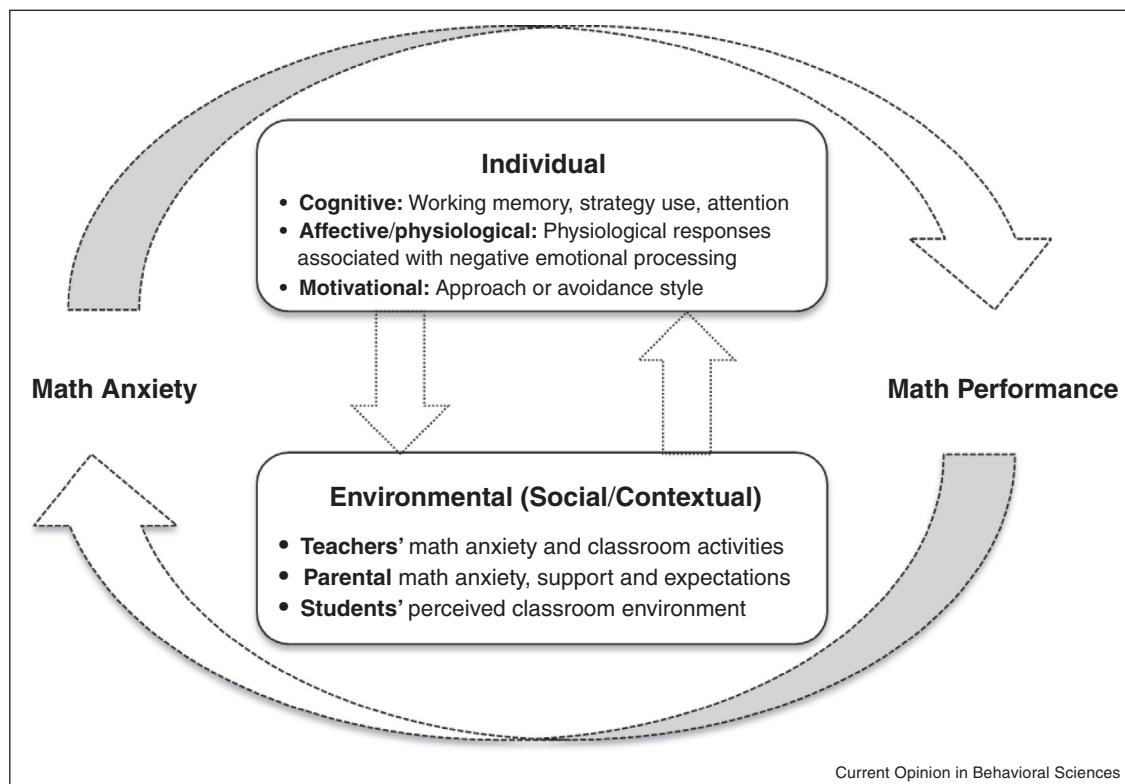 Individual
• Cognitive: Working memory, strategy use, attention
• Affective/physiological: Physiological responses
associated with negative emotional processing
• Motivational: Approach or avoidance style
Math Anxiety
Math Performance
Environmental (Social/Contextual)
• Teachers’ math anxiety and classroom activities
• Parental math anxiety, support and expectations
• Students’ perceived classroom environment
Current Opinion in Behavioral Sciences